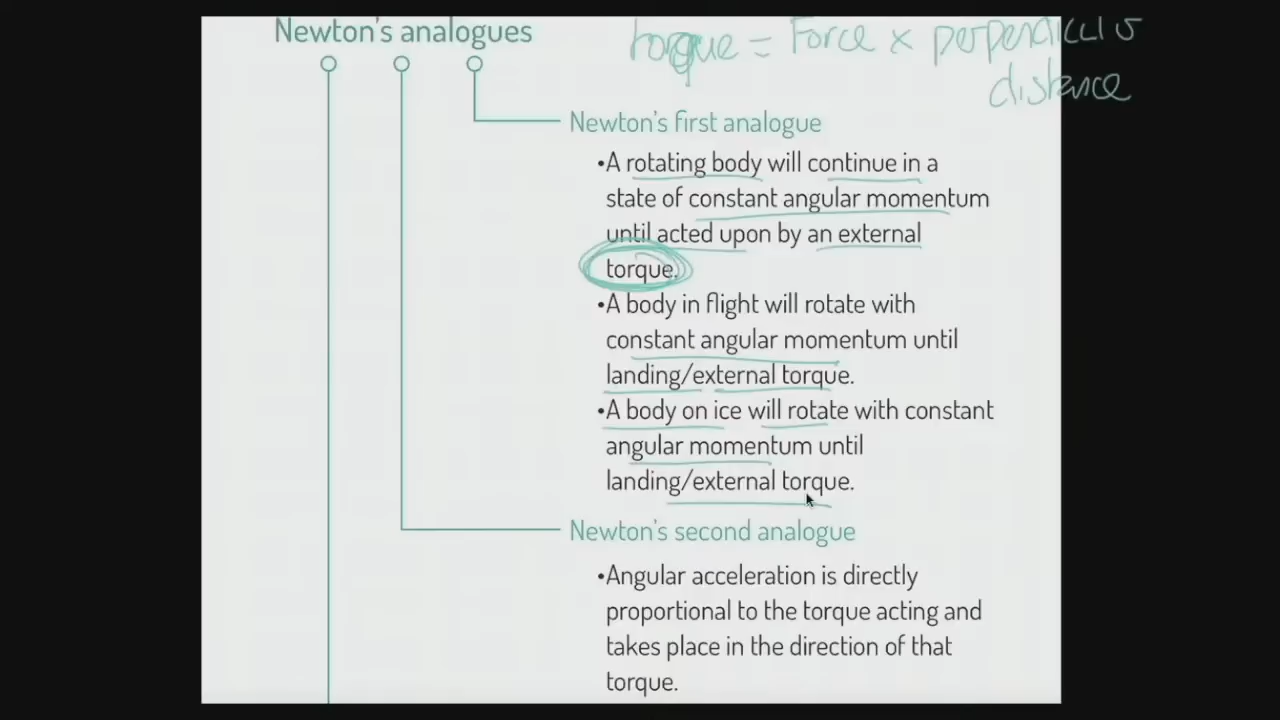 Newton's analogues
torque = Force x
distance
Newton's first analogue
•A rotating body will continue in a
state of constant angular momentum
until acted upon by an external
torque.
•A body in flight will rotate with
constant angular momentum until
landing/external torque.
•A body on ice will rotate with constant
angular momentum until
landing/external torque.
Newton's second analogue
•Angular acceleration is directly
proportional to the torque acting and
takes place in the direction of that
torque.